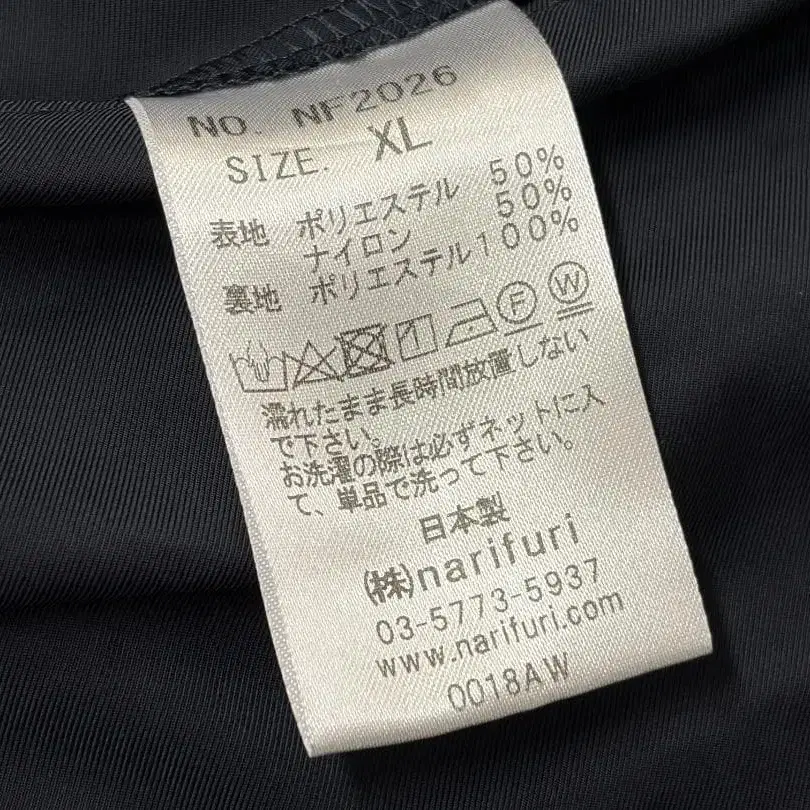 NO. NF2026
SIZE. XL
表地 ポリエステル 50%
ナイロン 50%
裏地 ポリエステル100%
F W
濡れたまま長時間放置しない
で下さい。
お洗濯の際は必ずネットに入
て、単品で洗って下さい。
日本製
(株)narifuri
03-5773-5937
www.narifuri.com
0018AW